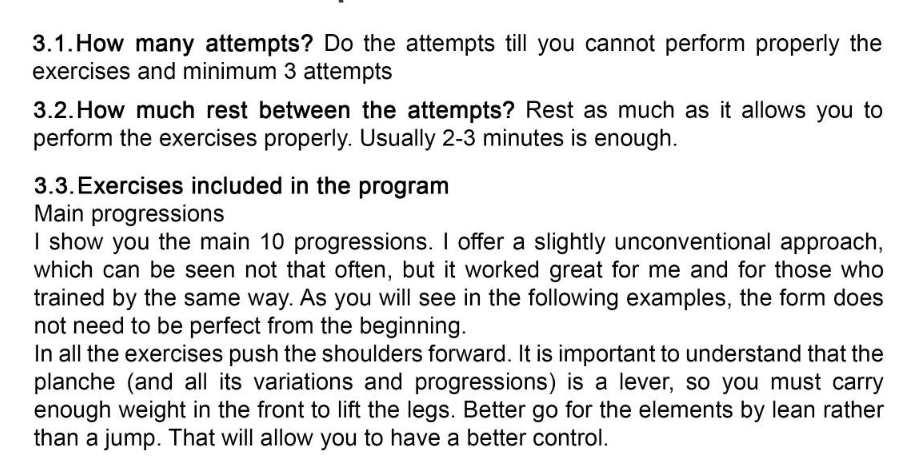 3.1.How many attempts? Do the attempts till you cannot perform properly the
exercises and minimum 3 attempts
3.2.How much rest between the attempts? Rest as much as it allows you to
perform the exercises properly. Usually 2-3 minutes is enough.
3.3.Exercises included in the program
Main progressions
I show you the main 10 progressions. I offer a slightly unconventional approach,
which can be seen not that often, but it worked great for me and for those who
trained by the same way. As you will see in the following examples, the form does
not need to be perfect from the beginning.
In all the exercises push the shoulders forward. It is important to understand that the
planche (and all its variations and progressions) is a lever, so you must carry
enough weight in the front to lift the legs. Better go for the elements by lean rather
than a jump. That will allow you to have a better control.